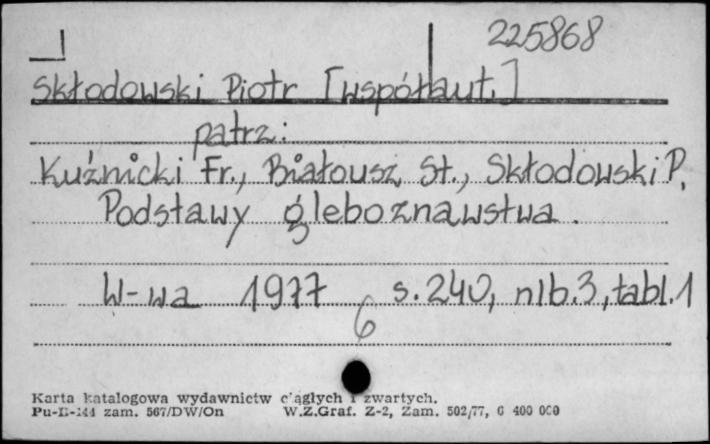 225868
Skłodowski Piotr [współaut.]
patrz:
Kuźnicki Fr., Białousz St., Skłodowski P.,
Podstawy gleboznawstwa.
W-wa 1977 s. 240, nlb. 3, tabl. 1
6
Karta katalogowa wydawnictw ciągłych i zwartych.
Pu-B-144 zam. 567/DW/On W.Z.Graf. Z-2, Zam. 502/77, 6 400 000